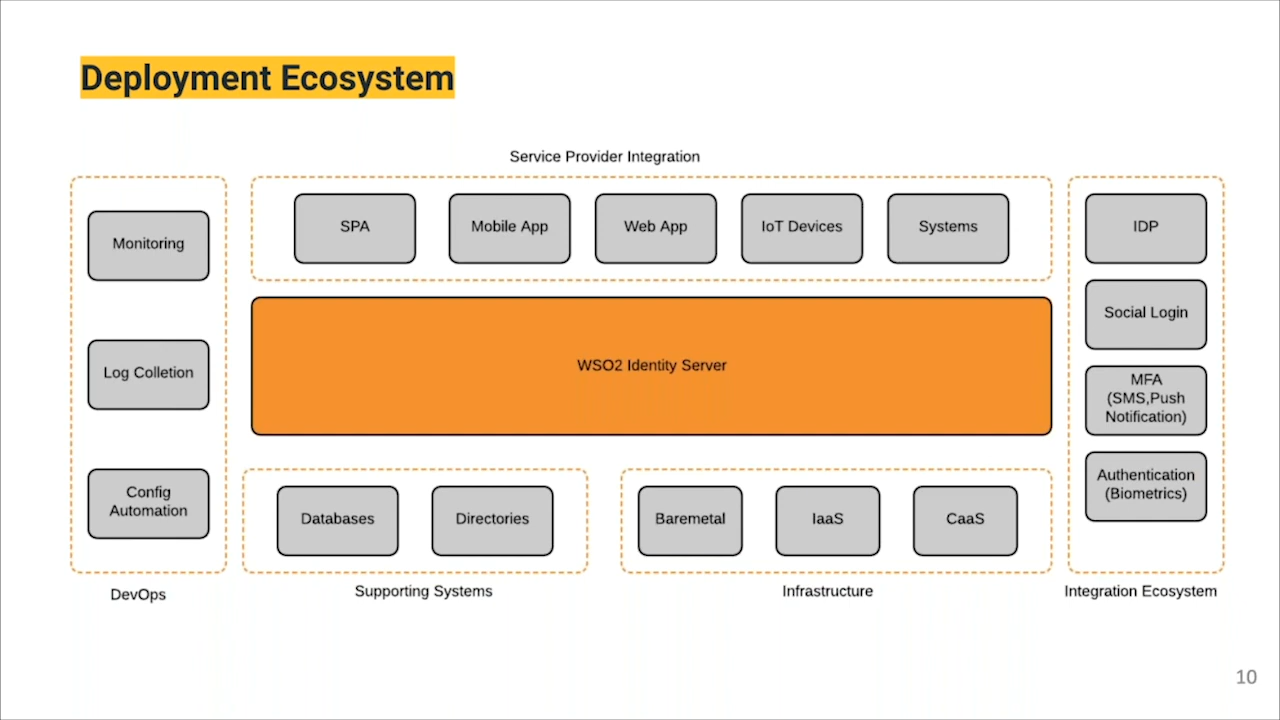 Deployment Ecosystem
Service Provider Integration
Monitoring
Log Colletion
Config
Automation
DevOps
SPA
Mobile App
Web App
IoT Devices
Systems
WSO2 Identity Server
Databases
Directories
Supporting Systems
Baremetal
IaaS
CaaS
Infrastructure
IDP
Social Login
MFA
(SMS,Push
Notification)
Authentication
(Biometrics)
Integration Ecosystem
10